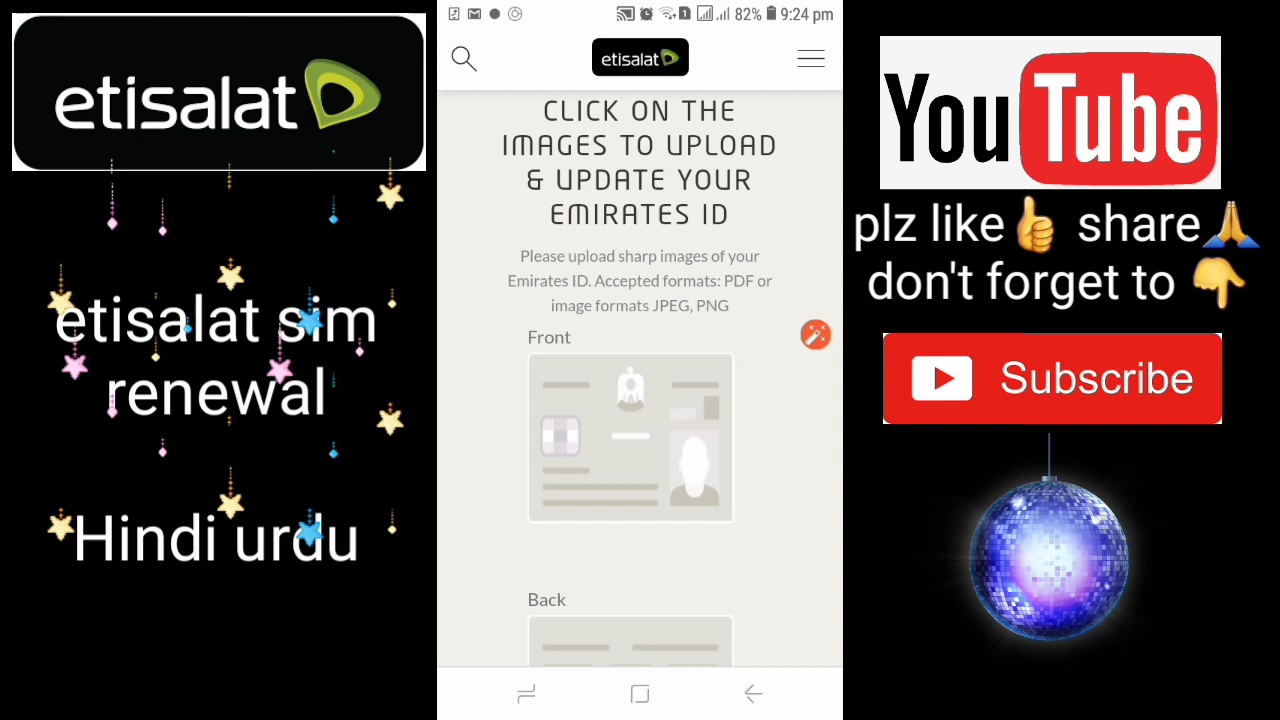 etisalat
etisalat sim
renewal
Hindi urdu
1 82% 9:24 pm
etisalat
CLICK ON THE
IMAGES TO UPLOAD
& UPDATE YOUR
EMIRATES ID
Please upload sharp images of your
Emirates ID. Accepted formats: PDF or
image formats JPEG, PNG
Front
Back
YouTube
plz like👍 share🙏
don't forget to 👇
Subscribe